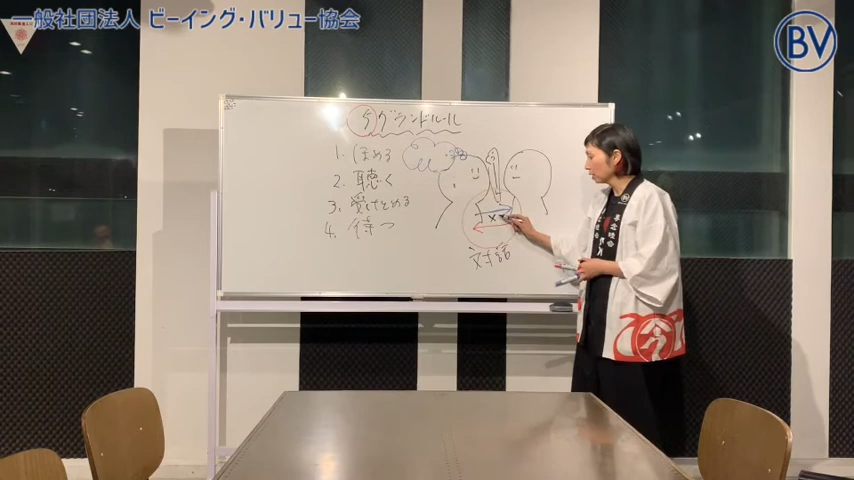 一般社団法人 ビーイング・バリュー協会
BV
グランドルール
1. ほめる
2. 聴く
3. 受けとめる
4. 待つ
対話